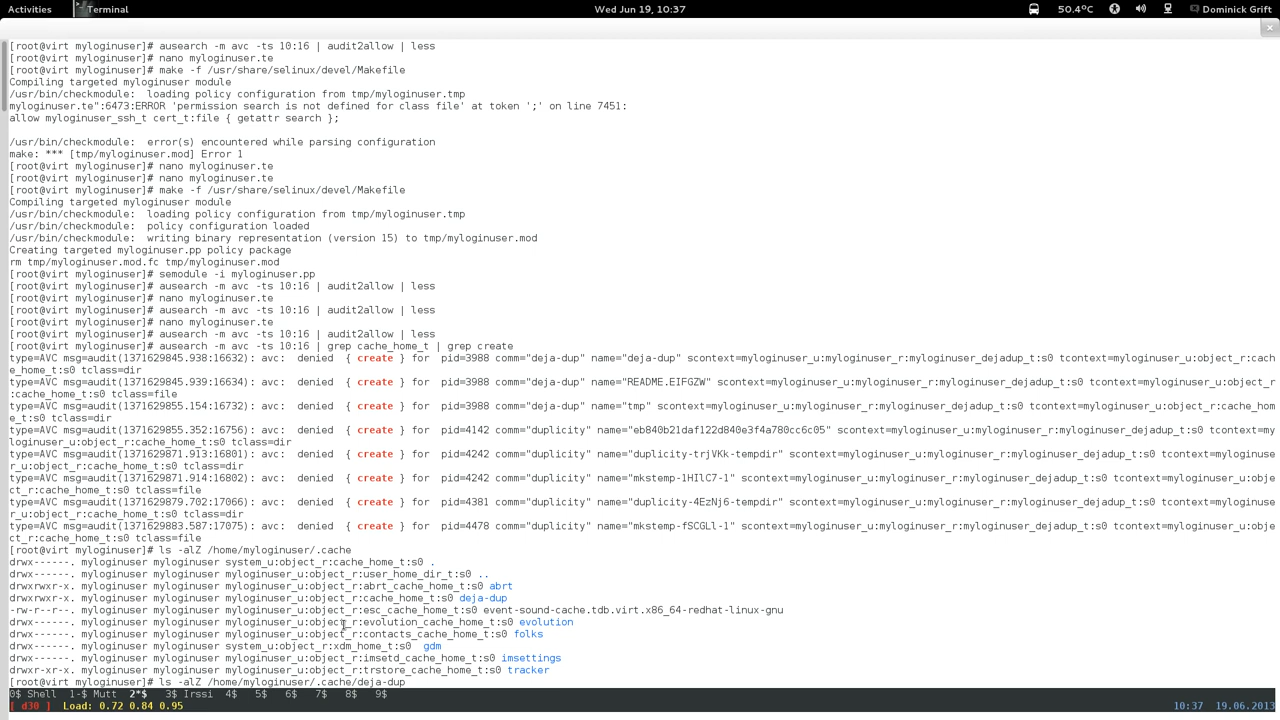 Activities
Terminal
Wed Jun 19, 10:37
50.4°C
Dominick Grift
[root@virt myloginuser]# ausearch -m avc -ts 10:16 | audit2allow | less
[root@virt myloginuser]# nano myloginuser.te
[root@virt myloginuser]# make -f /usr/share/selinux/devel/Makefile
Compiling targeted myloginuser module
/usr/bin/checkmodule:  loading policy configuration from tmp/myloginuser.tmp
myloginuser.te":6473:ERROR 'permission search is not defined for class file' at token ';' on line 7451:
allow myloginuser_ssh_t cert_t:file { getattr search };
/usr/bin/checkmodule:  error(s) encountered while parsing configuration
make: *** [tmp/myloginuser.mod] Error 1
[root@virt myloginuser]# nano myloginuser.te
[root@virt myloginuser]# nano myloginuser.te
[root@virt myloginuser]# make -f /usr/share/selinux/devel/Makefile
Compiling targeted myloginuser module
/usr/bin/checkmodule:  loading policy configuration from tmp/myloginuser.tmp
/usr/bin/checkmodule:  policy configuration loaded
/usr/bin/checkmodule:  writing binary representation (version 15) to tmp/myloginuser.mod
Creating targeted myloginuser.pp policy package
rm tmp/myloginuser.mod.fc tmp/myloginuser.mod
[root@virt myloginuser]# semodule -i myloginuser.pp
[root@virt myloginuser]# ausearch -m avc -ts 10:16 | audit2allow | less
[root@virt myloginuser]# nano myloginuser.te
[root@virt myloginuser]# ausearch -m avc -ts 10:16 | audit2allow | less
[root@virt myloginuser]# nano myloginuser.te
[root@virt myloginuser]# ausearch -m avc -ts 10:16 | audit2allow | less
[root@virt myloginuser]# ausearch -m avc -ts 10:16 | grep cache_home_t | grep create
type=AVC msg=audit(1371629845.938:16632): avc:  denied  { create } for  pid=3988 comm="deja-dup" name="deja-dup" scontext=myloginuser_u:myloginuser_r:myloginuser_dejadup_t:s0 tcontext=myloginuser_u:object_r:cach
e_home_t:s0 tclass=dir
type=AVC msg=audit(1371629845.939:16634): avc:  denied  { create } for  pid=3988 comm="deja-dup" name="README.EIFGZW" scontext=myloginuser_u:myloginuser_r:myloginuser_dejadup_t:s0 tcontext=myloginuser_u:object_r
:cache_home_t:s0 tclass=file
type=AVC msg=audit(1371629855.154:16732): avc:  denied  { create } for  pid=3988 comm="deja-dup" name="tmp" scontext=myloginuser_u:myloginuser_r:myloginuser_dejadup_t:s0 tcontext=myloginuser_u:object_r:cache_hom
e_t:s0 tclass=dir
type=AVC msg=audit(1371629855.352:16756): avc:  denied  { create } for  pid=4142 comm="duplicity" name="eb840b21daf122d840e3f4a780cc6c05" scontext=myloginuser_u:myloginuser_r:myloginuser_dejadup_t:s0 tcontext=my
loginuser_u:object_r:cache_home_t:s0 tclass=dir
type=AVC msg=audit(1371629871.913:16801): avc:  denied  { create } for  pid=4242 comm="duplicity" name="duplicity-trjVKk-tempdir" scontext=myloginuser_u:myloginuser_r:myloginuser_dejadup_t:s0 tcontext=myloginuse
r_u:object_r:cache_home_t:s0 tclass=dir
type=AVC msg=audit(1371629871.914:16802): avc:  denied  { create } for  pid=4242 comm="duplicity" name="mkstemp-1HIlC7-1" scontext=myloginuser_u:myloginuser_r:myloginuser_dejadup_t:s0 tcontext=myloginuser_u:obje
ct_r:cache_home_t:s0 tclass=file
type=AVC msg=audit(1371629879.702:17066): avc:  denied  { create } for  pid=4381 comm="duplicity" name="duplicity-4EzNj6-tempdir" scontext=myloginuser_u:myloginuser_r:myloginuser_dejadup_t:s0 tcontext=myloginuse
r_u:object_r:cache_home_t:s0 tclass=dir
type=AVC msg=audit(1371629883.587:17075): avc:  denied  { create } for  pid=4478 comm="duplicity" name="mkstemp-fSCGLl-1" scontext=myloginuser_u:myloginuser_r:myloginuser_dejadup_t:s0 tcontext=myloginuser_u:obje
ct_r:cache_home_t:s0 tclass=file
[root@virt myloginuser]# ls -alZ /home/myloginuser/.cache
drwx------. myloginuser myloginuser system_u:object_r:cache_home_t:s0 .
drwx------. myloginuser myloginuser myloginuser_u:object_r:user_home_dir_t:s0 ..
drwxrwxr-x. myloginuser myloginuser myloginuser_u:object_r:abrt_cache_home_t:s0 abrt
drwxrwxr-x. myloginuser myloginuser myloginuser_u:object_r:cache_home_t:s0 deja-dup
-rw-r--r--. myloginuser myloginuser myloginuser_u:object_r:esc_cache_home_t:s0 event-sound-cache.tdb.virt.x86_64-redhat-linux-gnu
drwx------. myloginuser myloginuser myloginuser_u:object_r:evolution_cache_home_t:s0 evolution
drwx------. myloginuser myloginuser myloginuser_u:object_r:contacts_cache_home_t:s0 folks
drwx------. myloginuser myloginuser system_u:object_r:xdm_home_t:s0  gdm
drwx------. myloginuser myloginuser myloginuser_u:object_r:imsetd_cache_home_t:s0 imsettings
drwxr-xr-x. myloginuser myloginuser myloginuser_u:object_r:trstore_cache_home_t:s0 tracker
[root@virt myloginuser]# ls -alZ /home/myloginuser/.cache/deja-dup
0$ Shell  1-$ Mutt  2*$  3$ Irssi  4$  5$  6$  7$  8$  9$
[ d30 ] Load: 0.72 0.84 0.95
10:37 19.06.2013